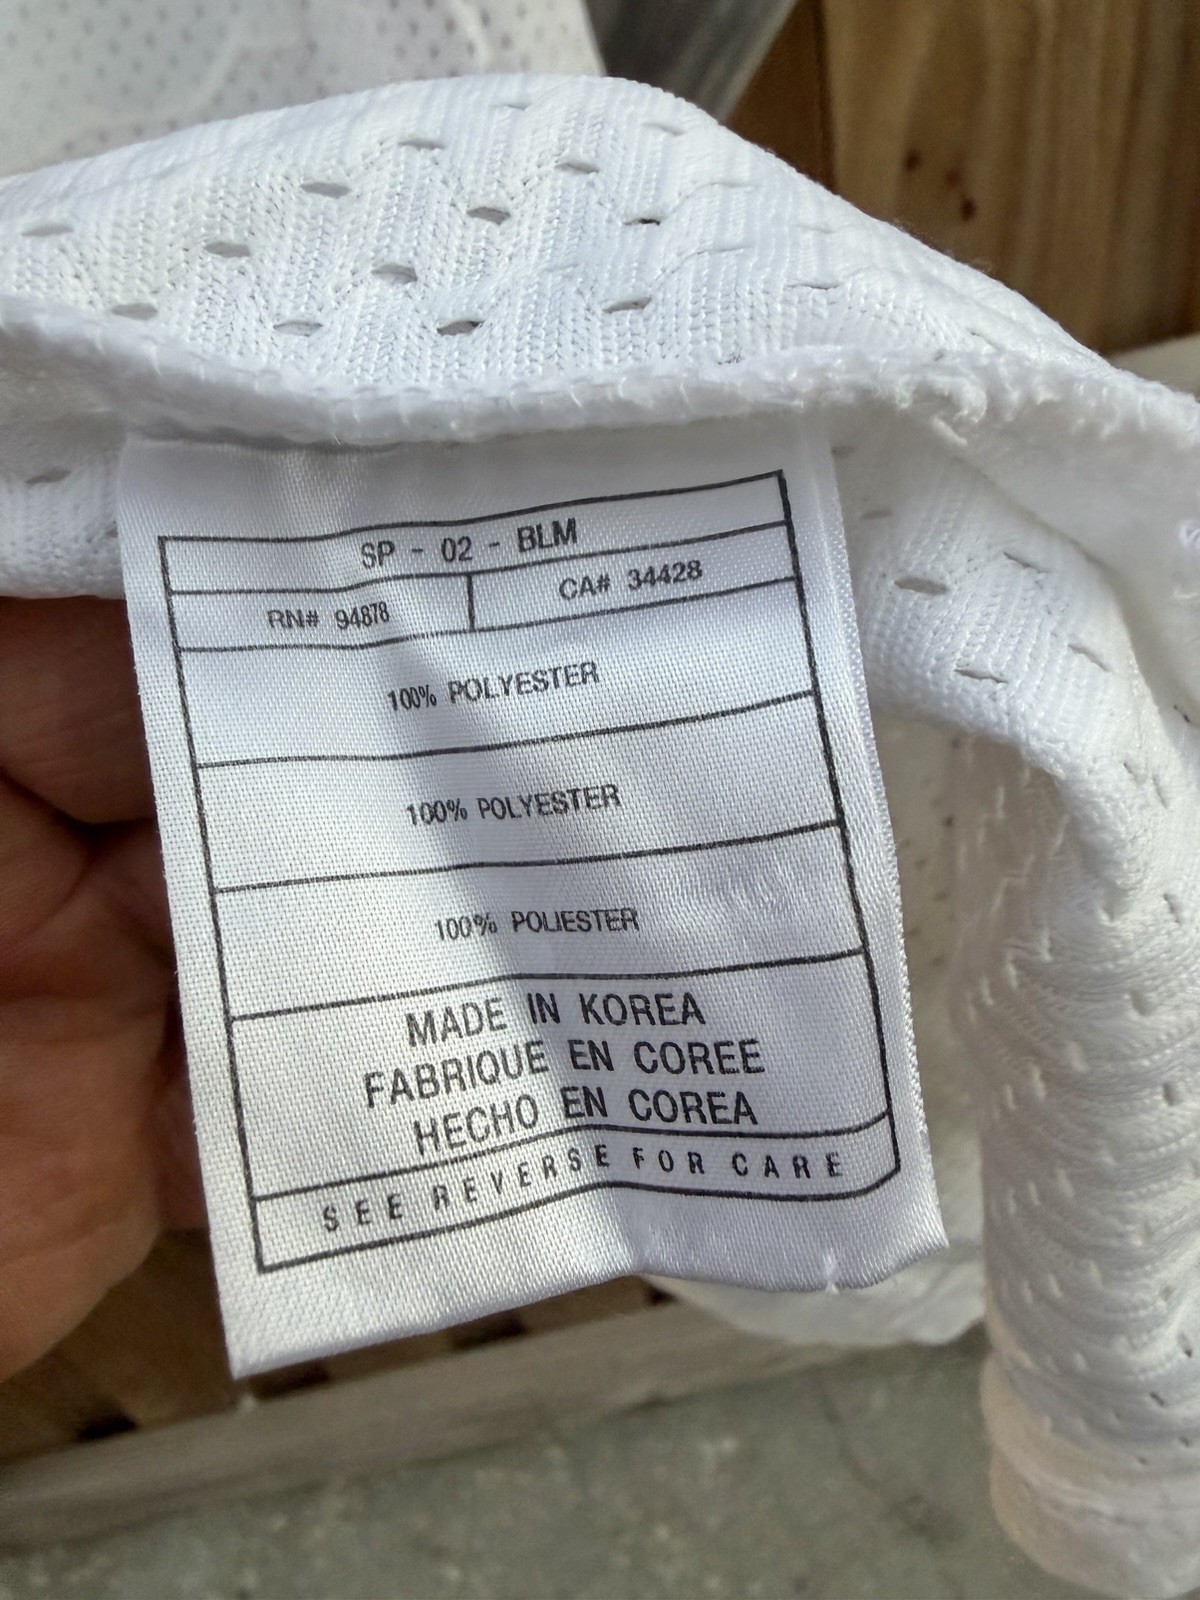 SP - 02 - BLM
RN# 94878 CA# 34428
100% POLYESTER
100% POLYESTER
100% POLIESTER
MADE IN KOREA
FABRIQUE EN COREE
HECHO EN COREA
SEE REVERSE FOR CARE